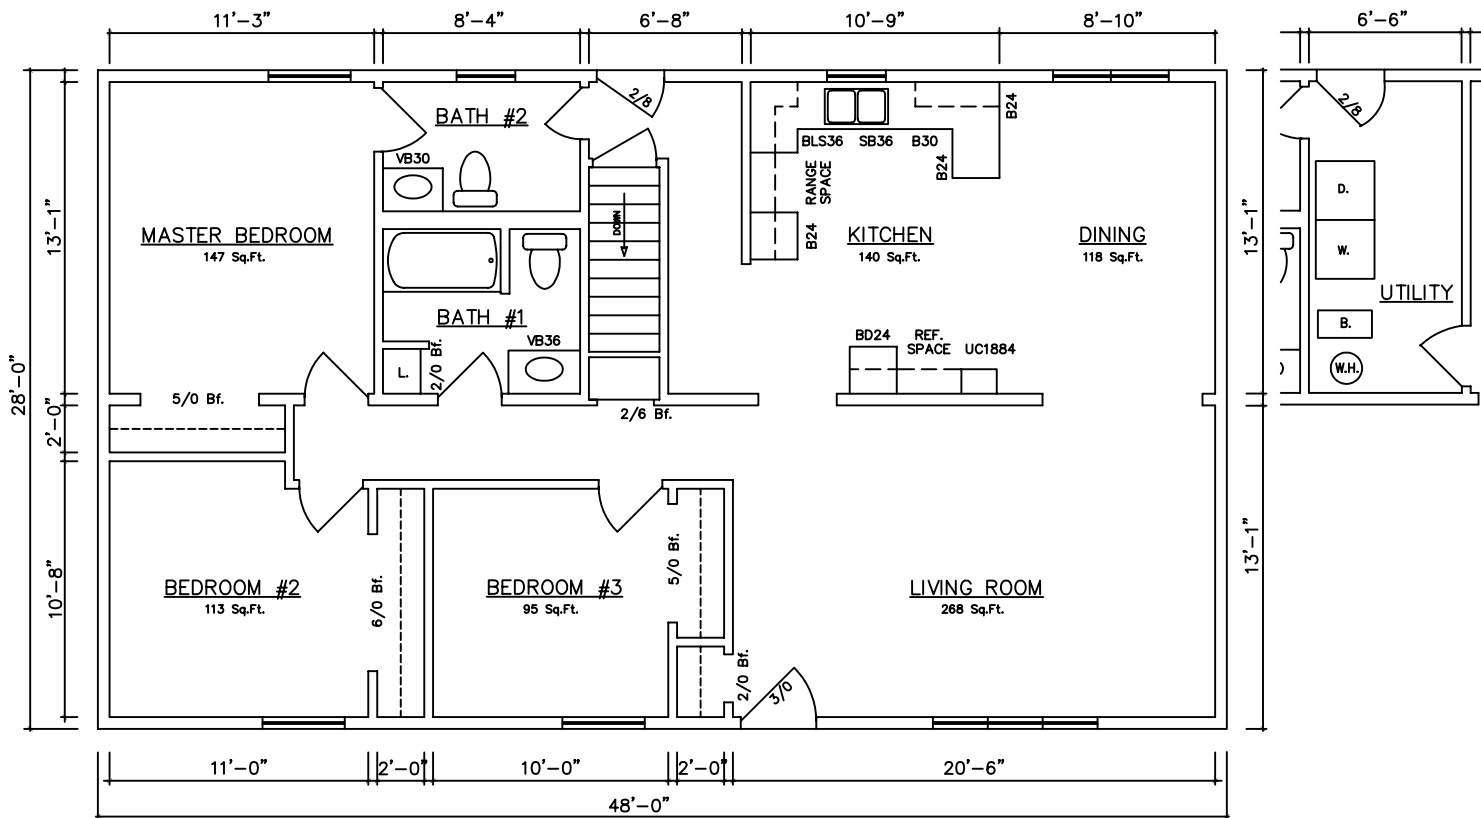 11'-3"
8'-4"
6'-8"
10'-9"
8'-10"
6'-6"
2/8
2/8
BATH #2
B24
BLS36
SB36
B30
VB30
B24
RANGE
SPACE
D.
DOWN
13'-1"
MASTER BEDROOM
147 Sq.Ft.
B24
KITCHEN
140 Sq.Ft.
DINING
118 Sq.Ft.
13'-1"
W.
UTILITY
BATH #1
B.
VB36
BD24
REF.
SPACE
UC1884
28'-0"
L.
2/0 Bf.
W.H.
5/0 Bf.
2'-0"
2/6 Bf.
10'-8"
BEDROOM #2
113 Sq.Ft.
6/0 Bf.
BEDROOM #3
95 Sq.Ft.
5/0 Bf.
LIVING ROOM
268 Sq.Ft.
13'-1"
2/0 Bf.
3/0
11'-0"
2'-0"
10'-0"
2'-0"
20'-6"
48'-0"